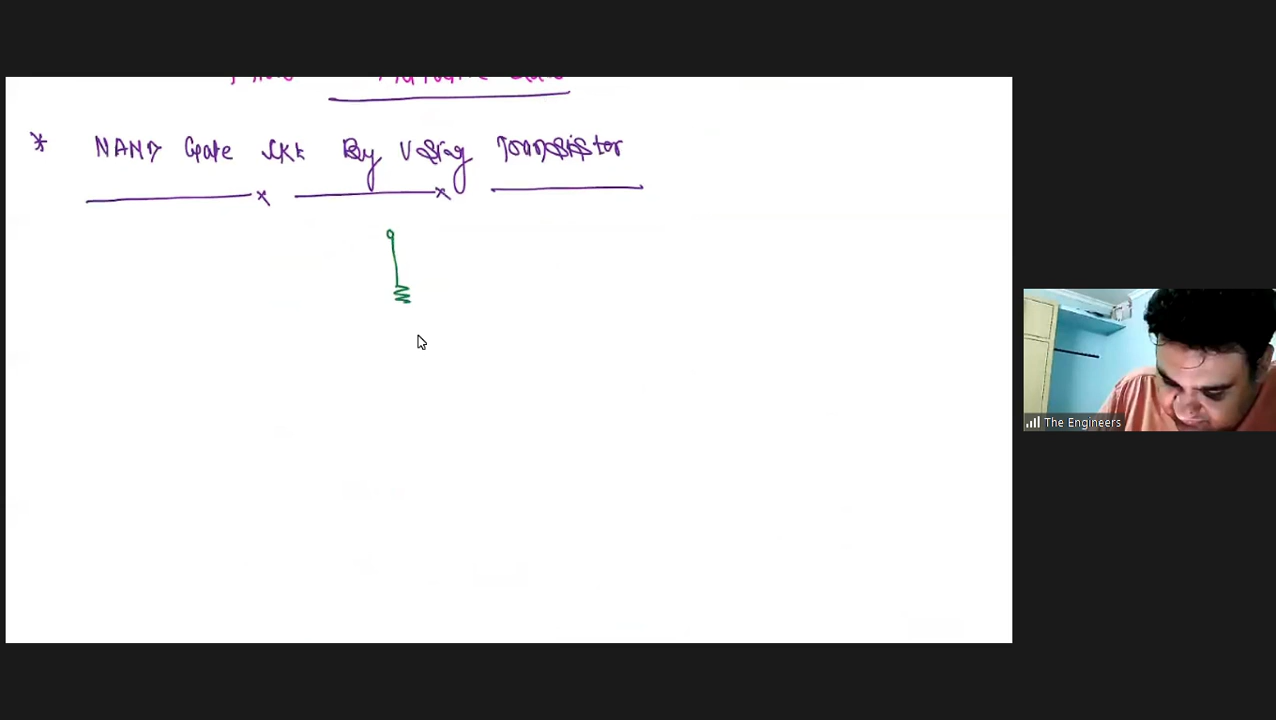 * NAND Gate CKt By Using Transistor
The Engineers